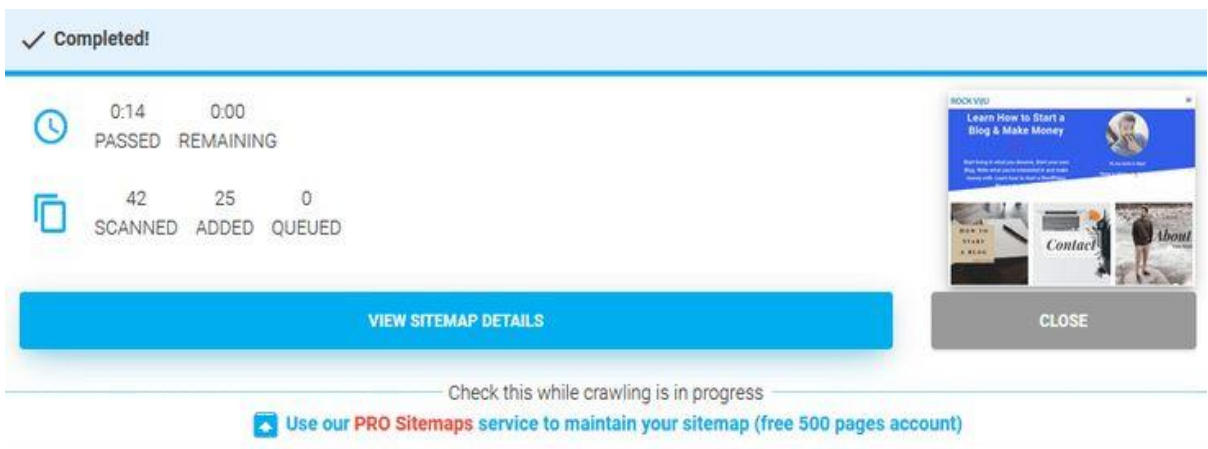 Completed!
0:14 0:00
PASSED REMAINING
42 25 0
SCANNED ADDED QUEUED
ROCK VIJU
Learn How to Start a
Blog & Make Money
HOW TO
START
A BLOG
Contact
About
VIEW SITEMAP DETAILS
CLOSE
Check this while crawling is in progress
Use our PRO Sitemaps service to maintain your sitemap (free 500 pages account)